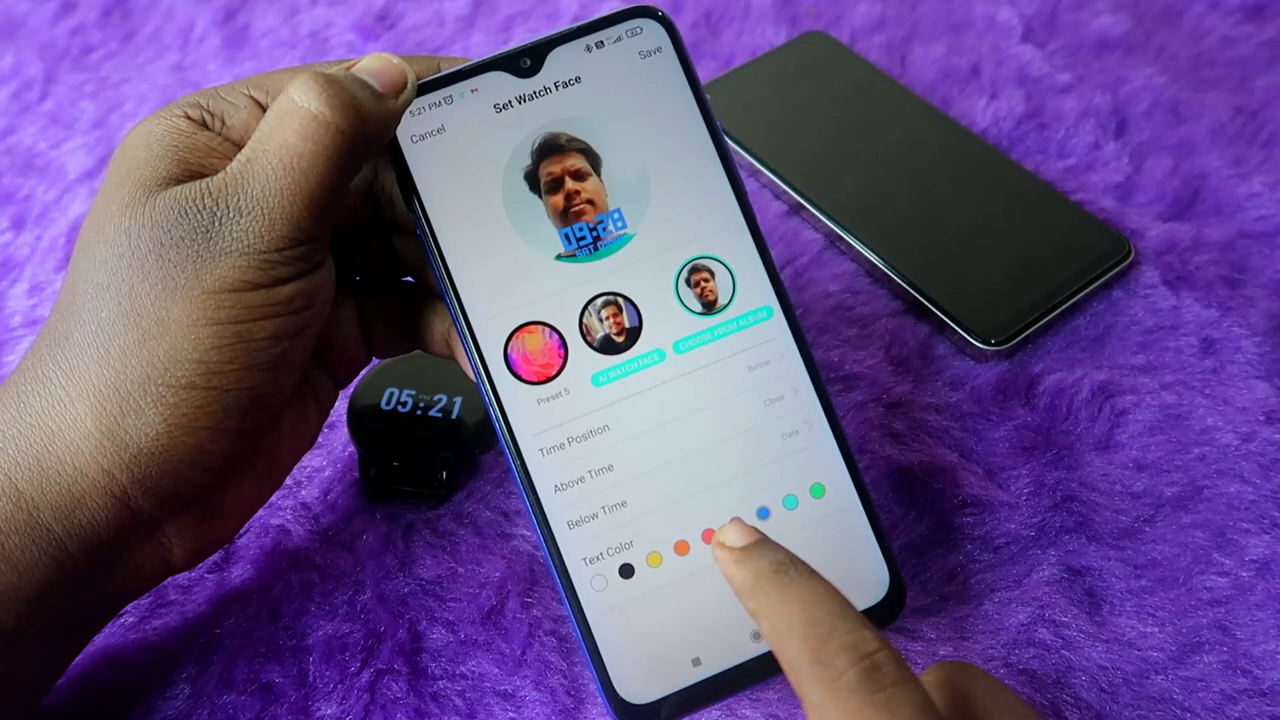 5:21 PM
Set Watch Face
Save
Cancel
09:28
SAT
Preset 5
AI WATCH FACE
CHOOSE FROM ALBUM
Time Position
Below
Above Time
Close
Below Time
Date
Text Color
05:21